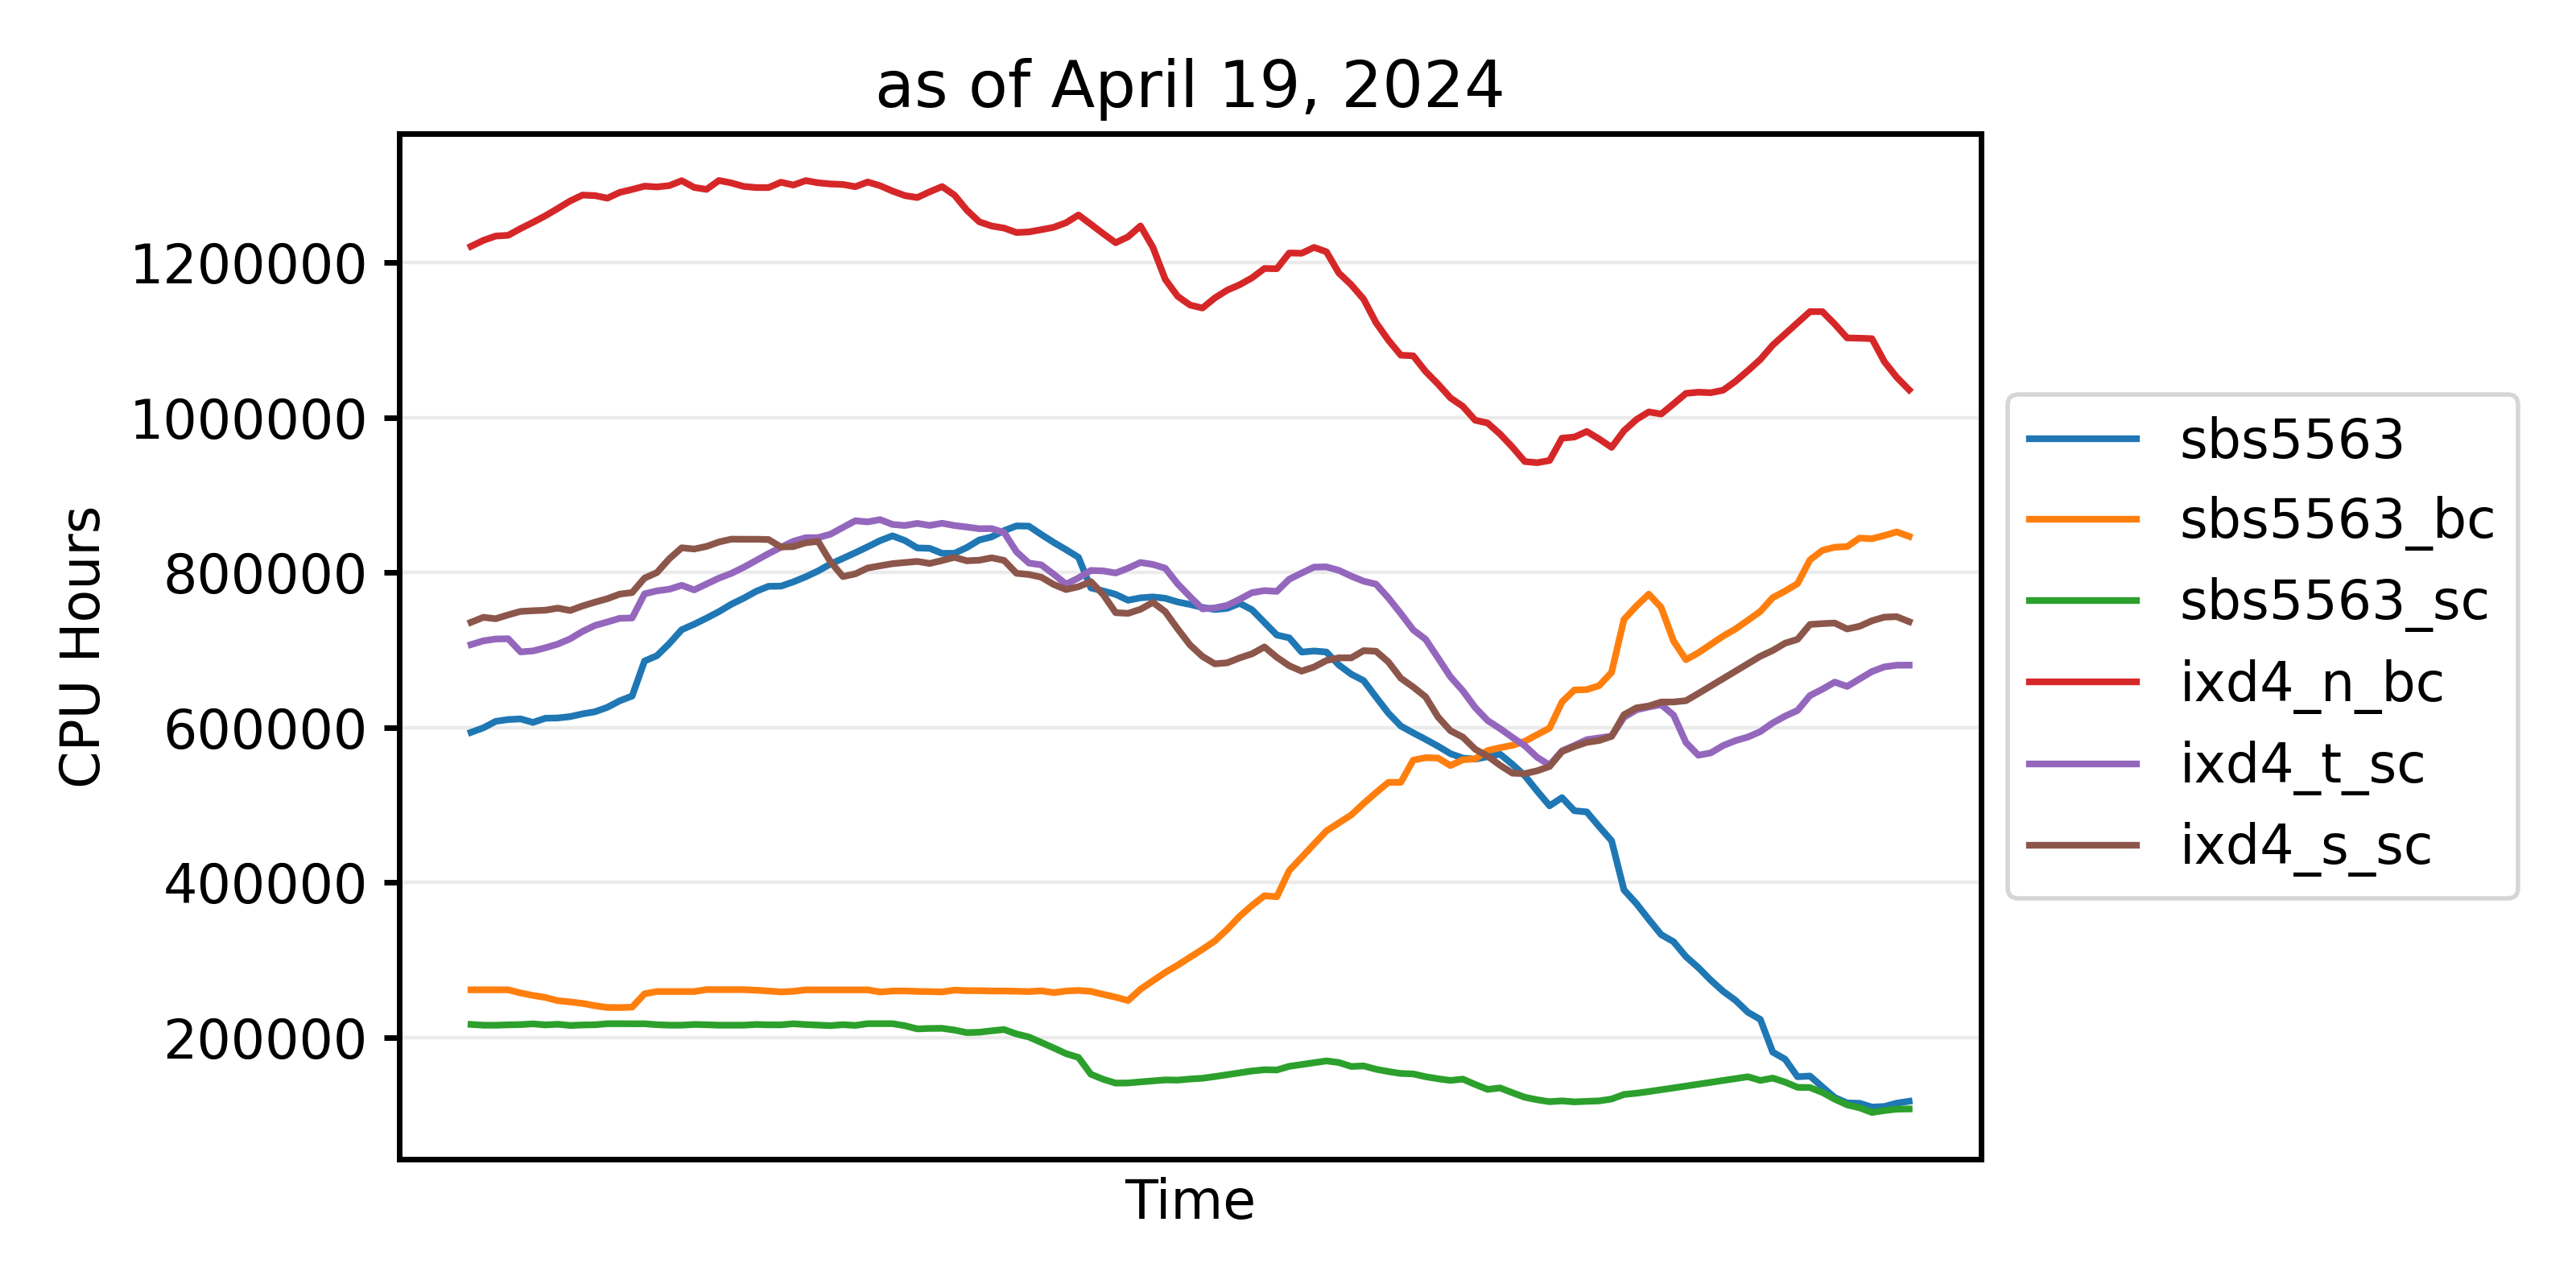 as of April 19, 2024
CPU Hours
1200000
1000000
800000
600000
400000
200000
Time
sbs5563
sbs5563_bc
sbs5563_sc
ixd4_n_bc
ixd4_t_sc
ixd4_s_sc